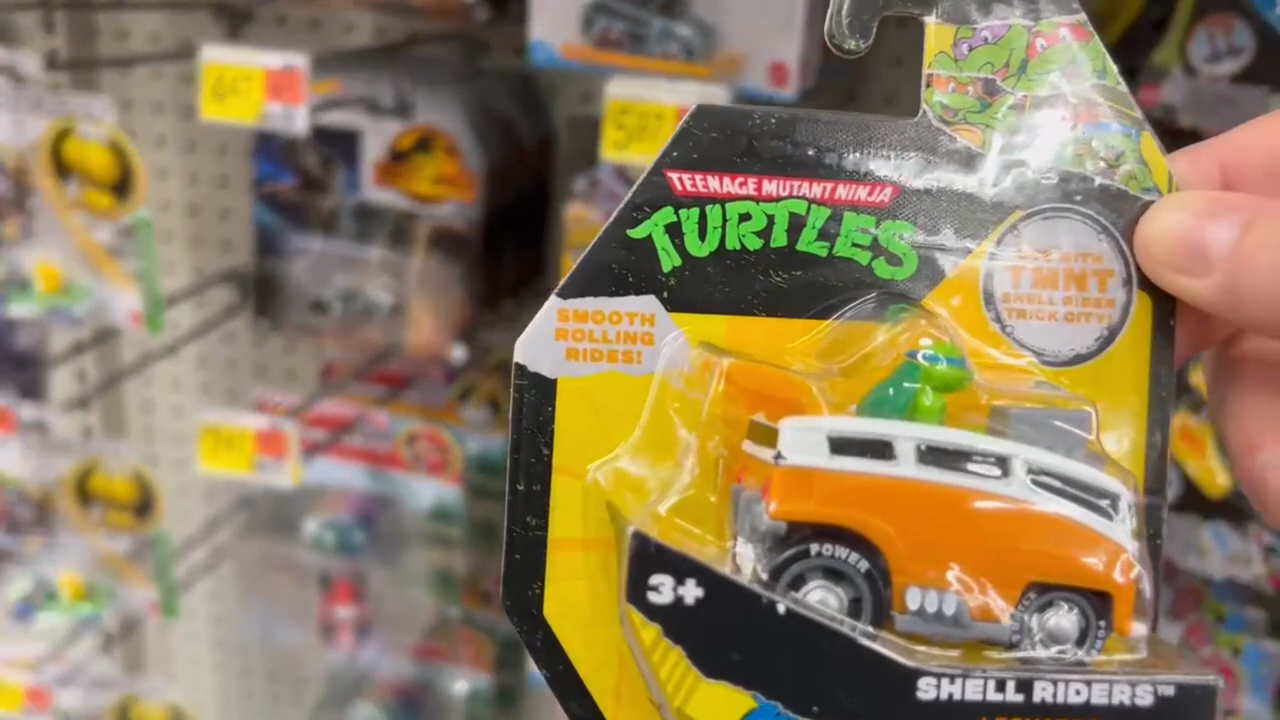 TEENAGE MUTANT NINJA
TURTLES
SMOOTH
ROLLING
RIDES!
TMNT
SHELL RIDER
TRICK CITY!
POWER
3+
SHELL RIDERS™